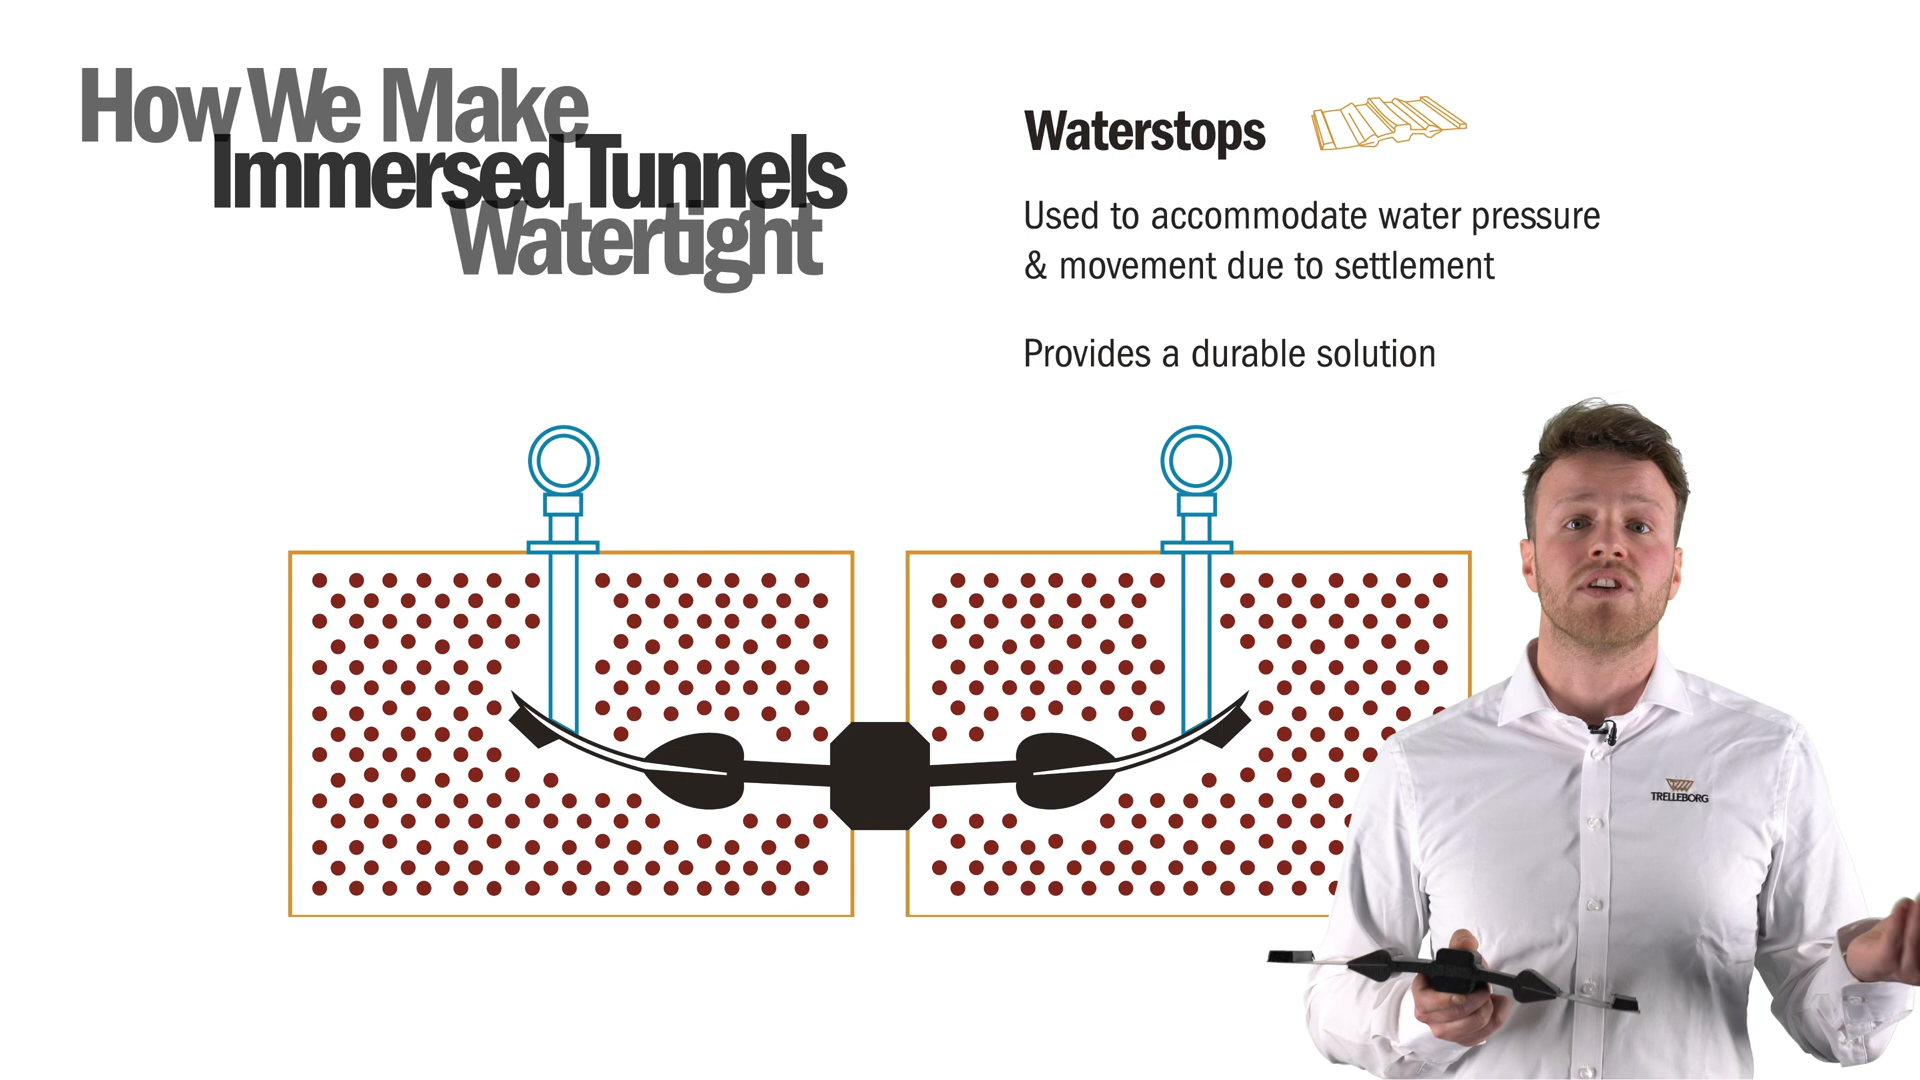 How We Make
Immersed Tunnels
Watertight
Waterstops
Used to accommodate water pressure
& movement due to settlement
Provides a durable solution
TRELLEBORG